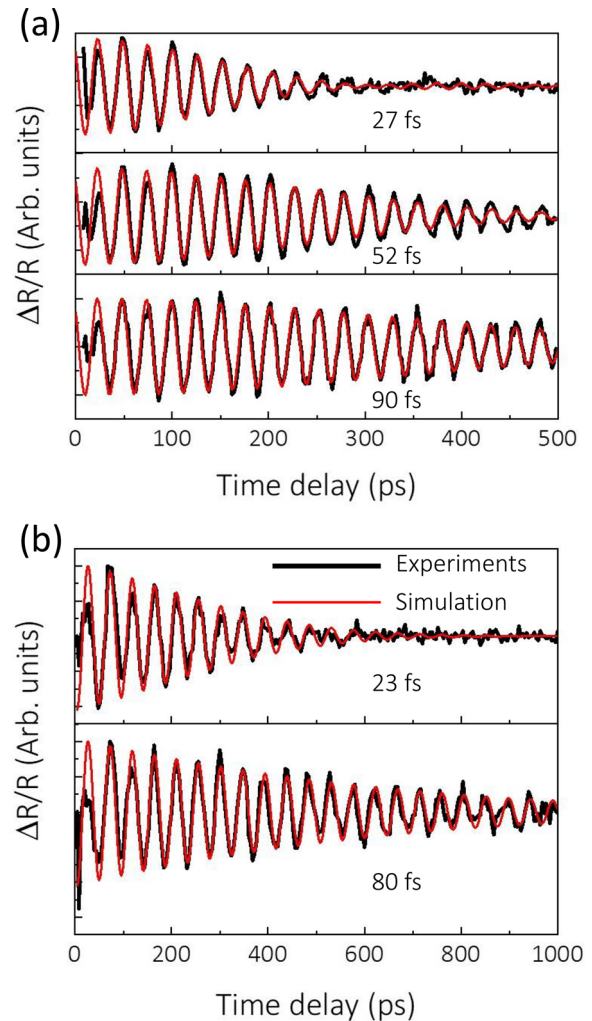 (a)
ΔR/R (Arb. units)
27 fs
52 fs
90 fs
0 100 200 300 400 500
Time delay (ps)
(b)
ΔR/R (Arb. units)
Experiments
Simulation
23 fs
80 fs
0 200 400 600 800 1000
Time delay (ps)